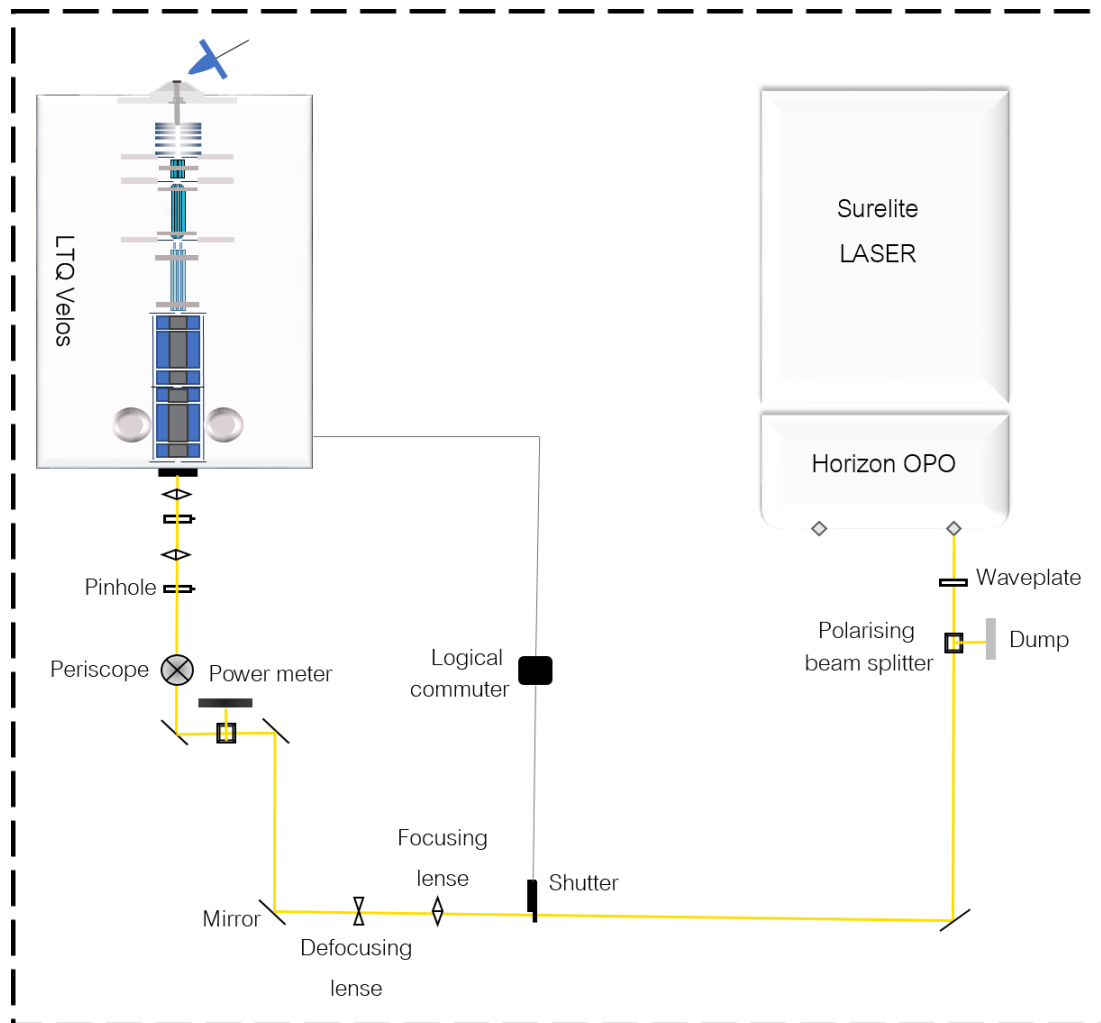 Surelite
LASER
LTQ Velos
Horizon OPO
Waveplate
Pinhole
Polarising
beam splitter
Dump
Periscope
Power meter
Logical
commuter
Focusing
lense
Shutter
Mirror
Defocusing
lense